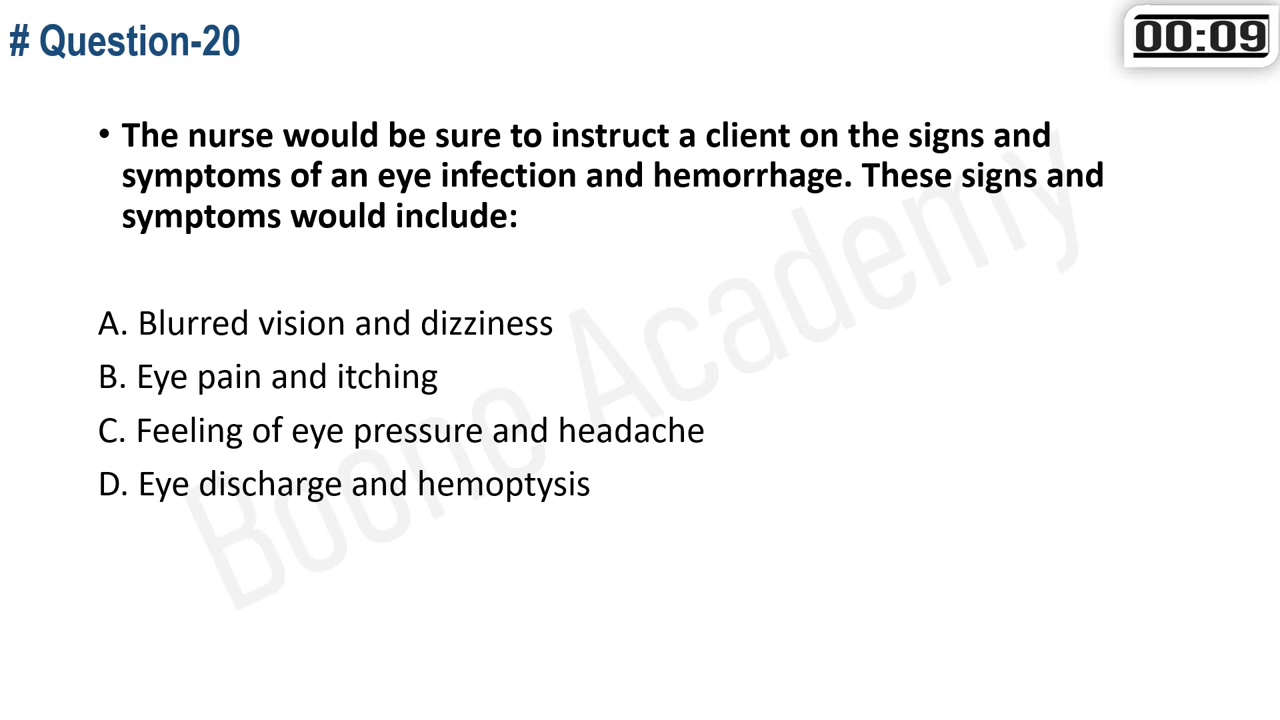 # Question-20
00:09
• The nurse would be sure to instruct a client on the signs and
symptoms of an eye infection and hemorrhage. These signs and
symptoms would include:
A. Blurred vision and dizziness
B. Eye pain and itching
C. Feeling of eye pressure and headache
D. Eye discharge and hemoptysis
Boono Academy